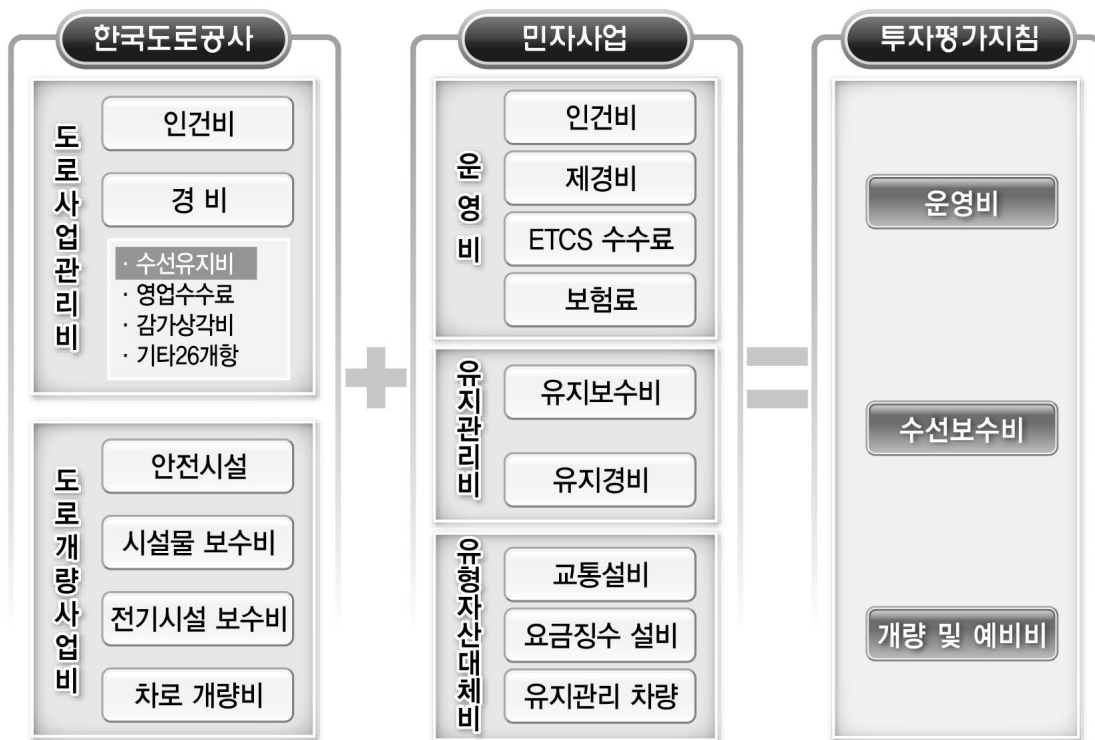 한국도로공사
도로사업관리비
인건비
경 비
· 수선유지비
· 영업수수료
· 감가상각비
· 기타26개항
도로개량사업비
안전시설
시설물 보수비
전기시설 보수비
차로 개량비
+
민자사업
운영비
인건비
제경비
ETCS 수수료
보험료
유지관리비
유지보수비
유지경비
유형자산대체비
교통설비
요금징수 설비
유지관리 차량
=
투자평가지침
운영비
수선보수비
개량 및 예비비